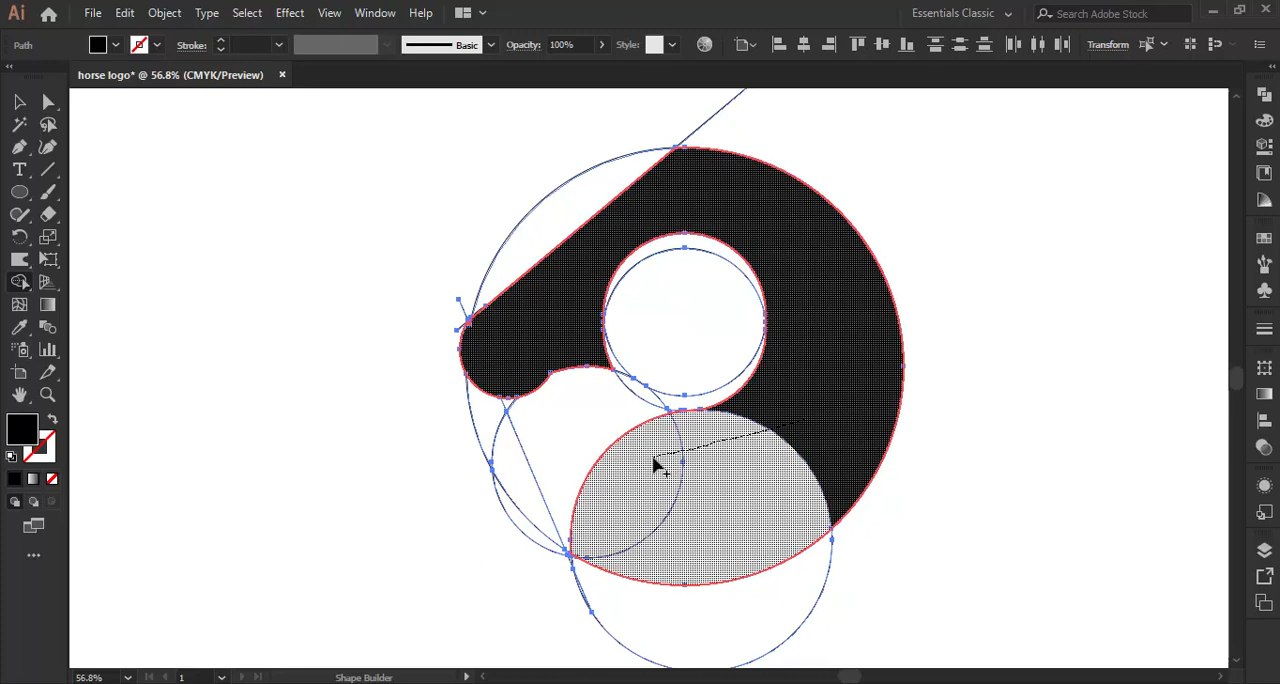 Ai File Edit Object Type Select Effect View Window Help Essentials Classic Search Adobe Stock
Path Stroke: Basic Opacity: 100% Style: Transform
horse logo* @ 56.8% (CMYK/Preview) ×
T
56.8% 1 Shape Builder